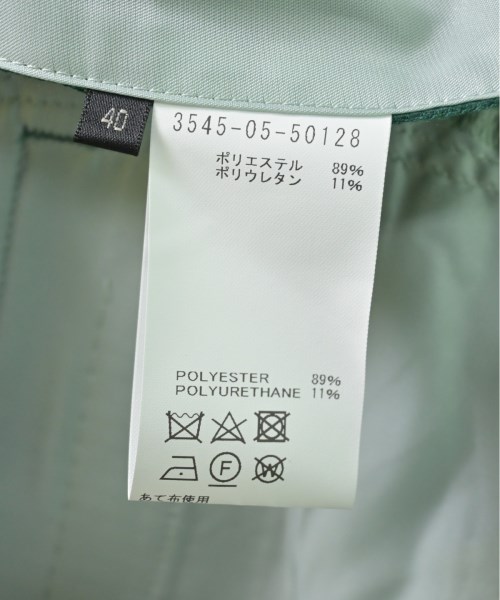 40
3545-05-50128
ポリエステル 89%
ポリウレタン 11%
POLYESTER 89%
POLYURETHANE 11%
F
W
あて布使用